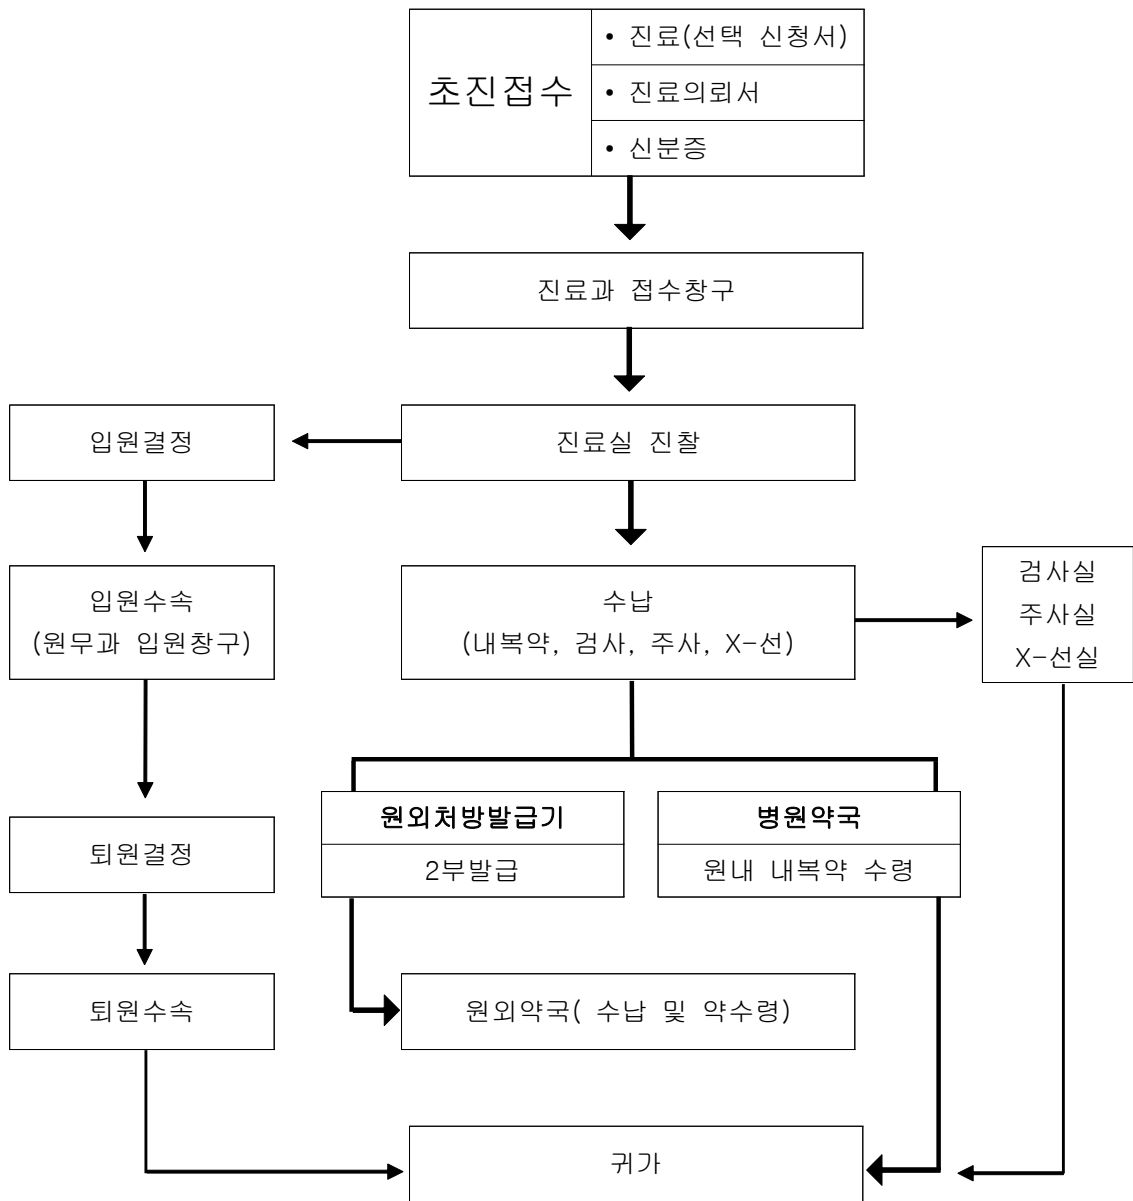 초진접수
• 진료(선택 신청서)
• 진료의뢰서
• 신분증
진료과 접수창구
입원결정
진료실 진찰
입원수속
(원무과 입원창구)
수납
(내복약, 검사, 주사, X-선)
검사실
주사실
X-선실
원외처방발급기
2부발급
병원약국
원내 내복약 수령
퇴원결정
퇴원수속
원외약국( 수납 및 약수령)
귀가